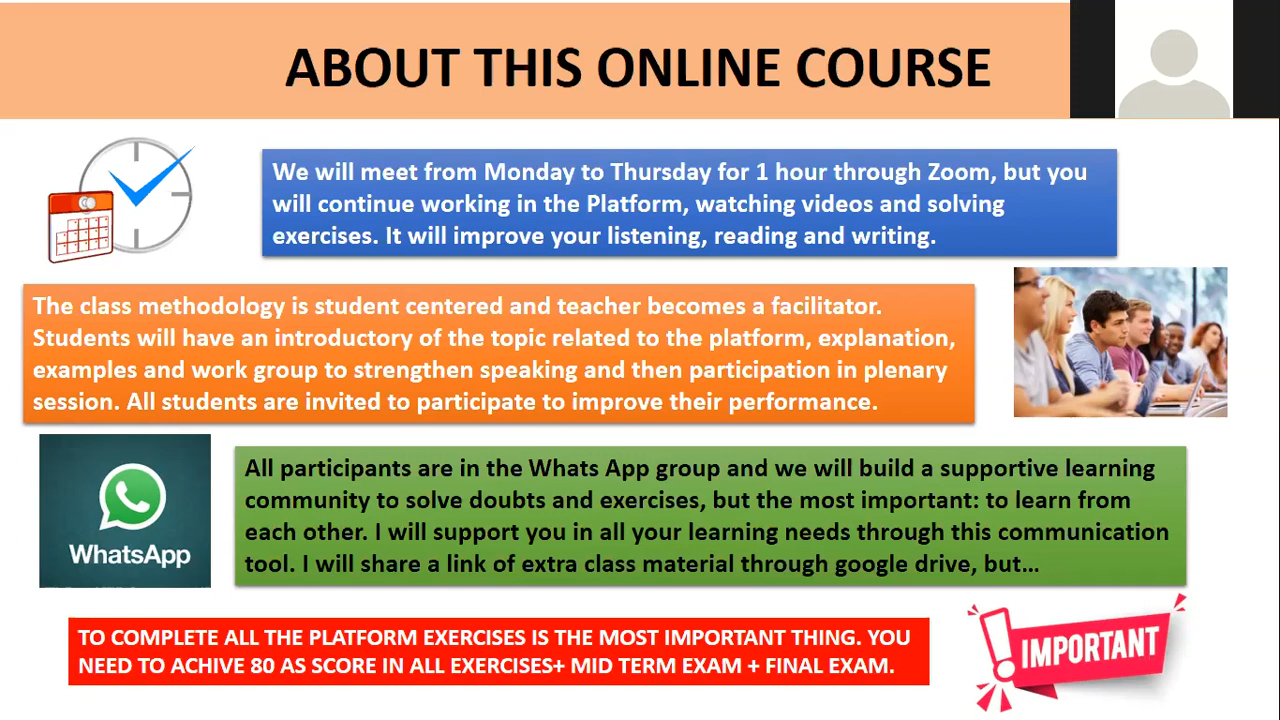 ABOUT THIS ONLINE COURSE
We will meet from Monday to Thursday for 1 hour through Zoom, but you
will continue working in the Platform, watching videos and solving
exercises. It will improve your listening, reading and writing.
The class methodology is student centered and teacher becomes a facilitator.
Students will have an introductory of the topic related to the platform, explanation,
examples and work group to strengthen speaking and then participation in plenary
session. All students are invited to participate to improve their performance.
WhatsApp
All participants are in the Whats App group and we will build a supportive learning
community to solve doubts and exercises, but the most important: to learn from
each other. I will support you in all your learning needs through this communication
tool. I will share a link of extra class material through google drive, but...
TO COMPLETE ALL THE PLATFORM EXERCISES IS THE MOST IMPORTANT THING. YOU
NEED TO ACHIVE 80 AS SCORE IN ALL EXERCISES+ MID TERM EXAM + FINAL EXAM.
IMPORTANT